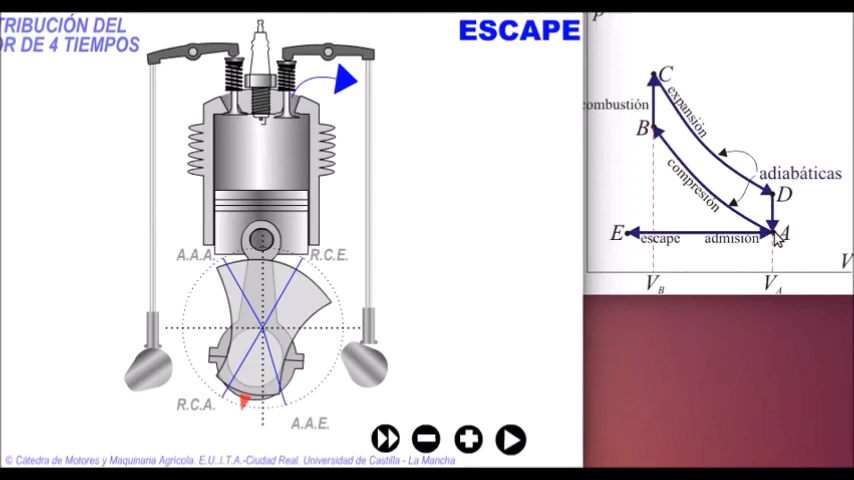 TRIBUCIÓN DEL
OR DE 4 TIEMPOS
ESCAPE
A.A.A.
R.C.E.
R.C.A.
A.A.E.
© Cátedra de Motores y Maquinaria Agrícola. E.U..I.T.A.-Ciudad Real. Universidad de Castilla - La Mancha
P
C
ombustión
expansión
B
adiabáticas
compresión
D
E
escape
admisión
A
V
V_B
V_A